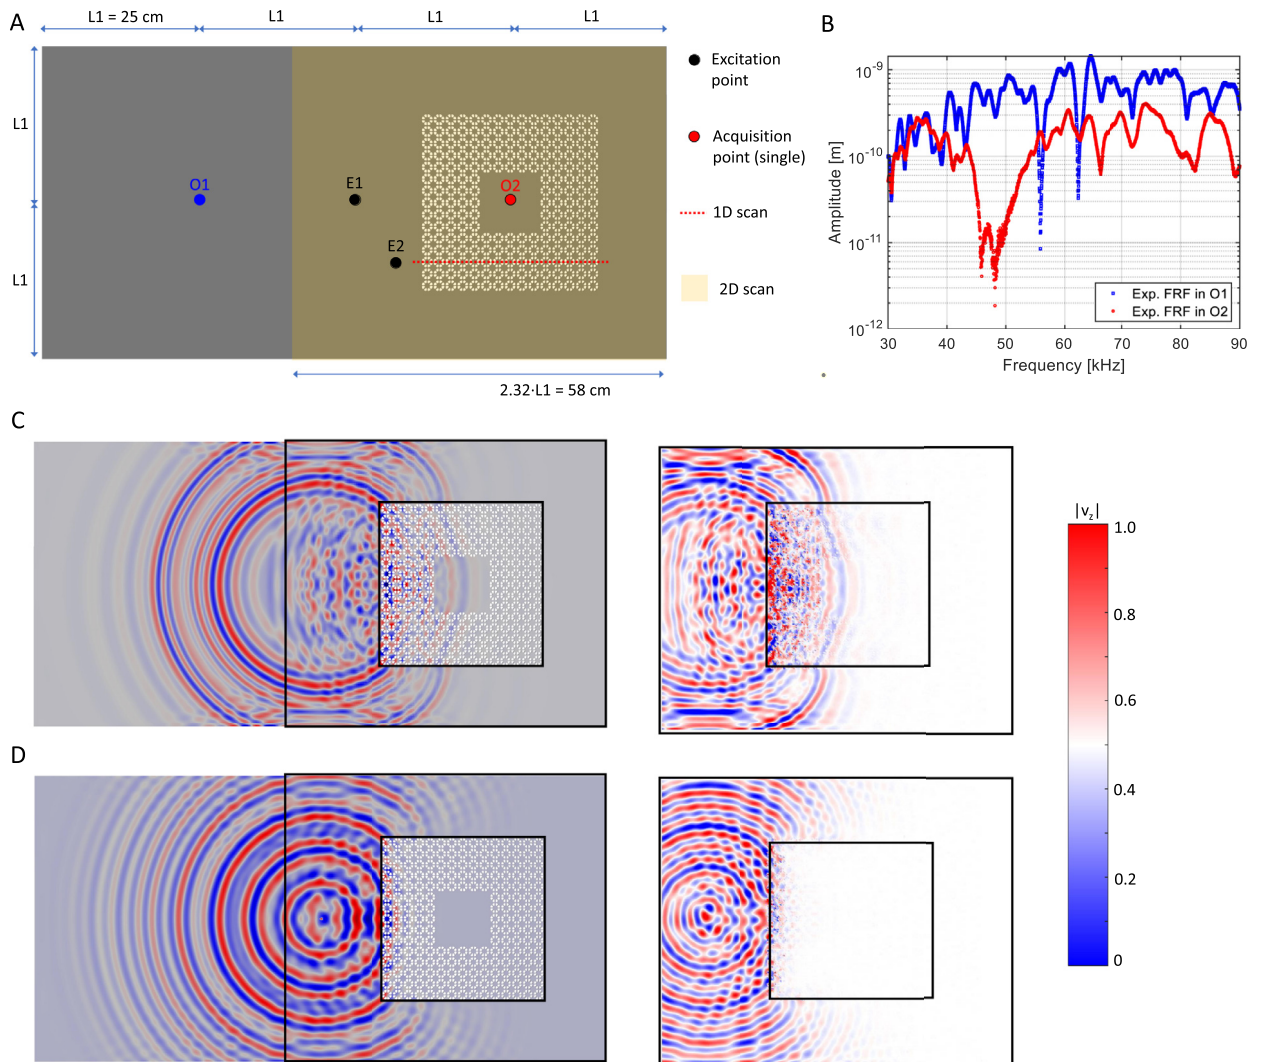 A
L1 = 25 cm
L1
L1
L1
L1
L1
O1
E1
O2
E2
2.32·L1 = 58 cm
Excitation
point
Acquisition
point (single)
1D scan
2D scan
B
10-9
10-10
10-11
10-12
Amplitude [m]
Exp. FRF in O1
Exp. FRF in O2
30
40
50
60
70
80
90
Frequency [kHz]
C
D
|vz|
1.0
0.8
0.6
0.4
0.2
0